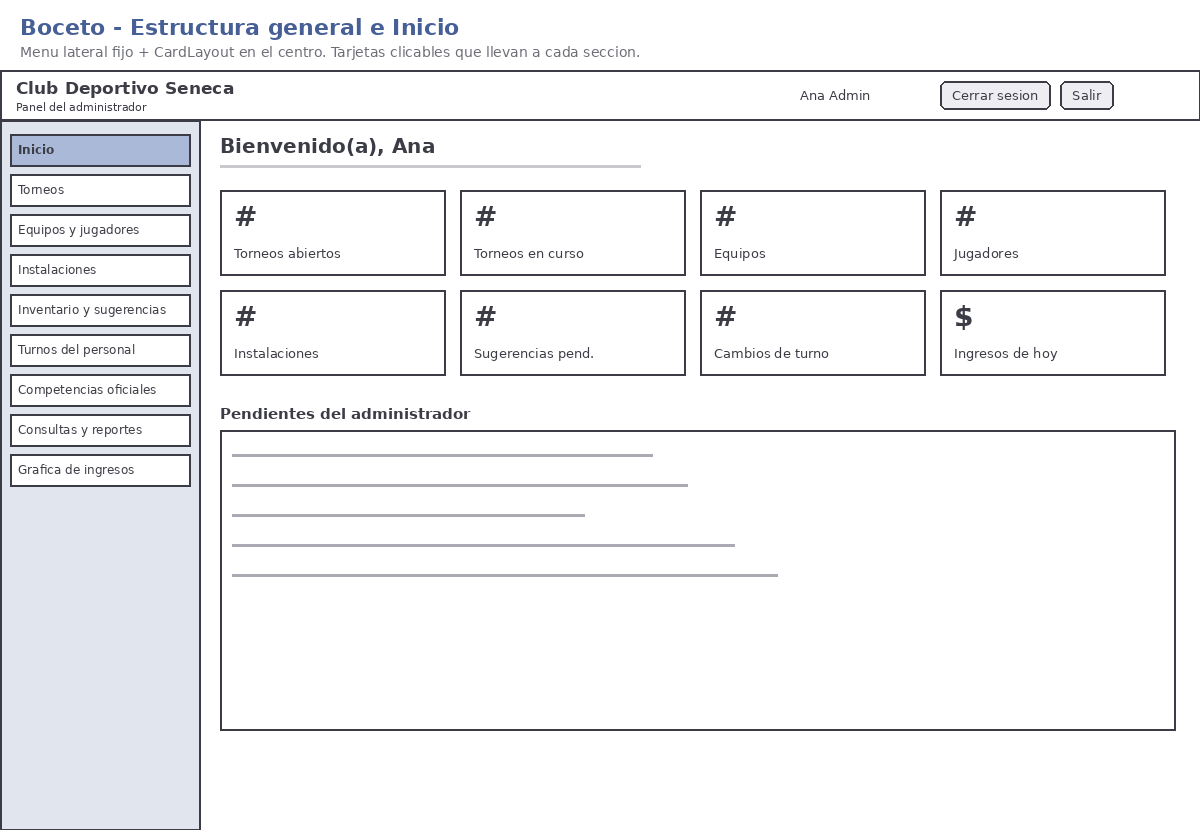 Boceto - Estructura general e Inicio
Menu lateral fijo + CardLayout en el centro. Tarjetas clicables que llevan a cada seccion.
Club Deportivo Seneca
Panel del administrador
Ana Admin
Cerrar sesion
Salir
Inicio
Torneos
Equipos y jugadores
Instalaciones
Inventario y sugerencias
Turnos del personal
Competencias oficiales
Consultas y reportes
Grafica de ingresos
Bienvenido(a), Ana
#
Torneos abiertos
#
Torneos en curso
#
Equipos
#
Jugadores
#
Instalaciones
#
Sugerencias pend.
#
Cambios de turno
$
Ingresos de hoy
Pendientes del administrador